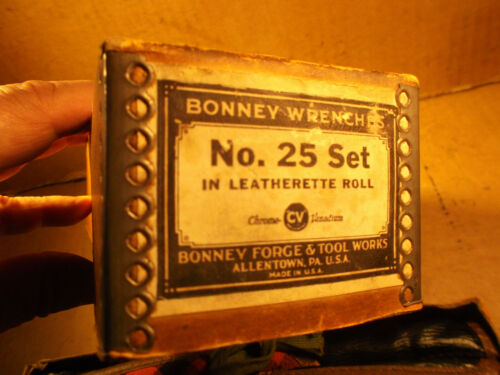 BONNEY WRENCHES
No. 25 Set
IN LEATHERETTE ROLL
Chrome CV Vanadium
BONNEY FORGE & TOOL WORKS
ALLENTOWN, PA. U.S.A.
MADE IN U.S.A.